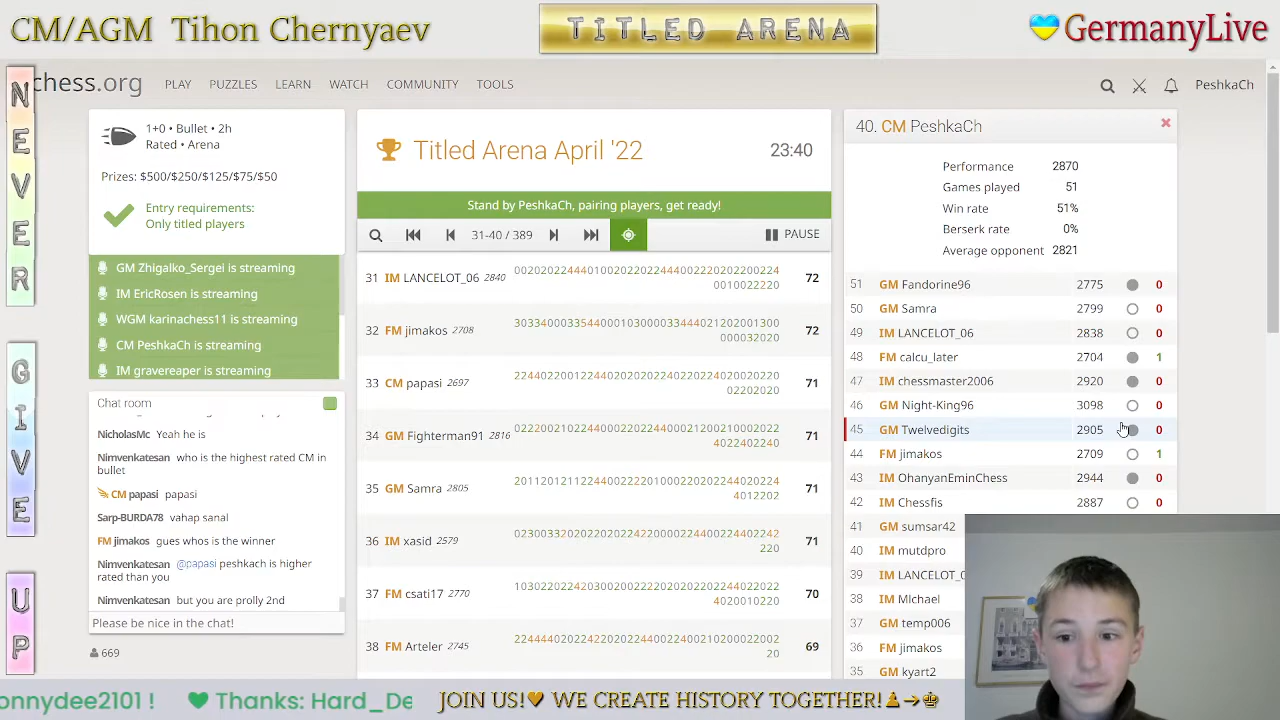 CM/AGM Tihon Chernyaev
TITLED ARENA
GermanyLive
NEVER
GIVE
UP
chess.org
PLAY PUZZLES LEARN WATCH COMMUNITY TOOLS
PeshkaCh
1+0 • Bullet • 2h
Rated • Arena
Prizes: $500/$250/$125/$75/$50
Entry requirements:
Only titled players
GM Zhigalko_Sergei is streaming
IM EricRosen is streaming
WGM karinachess11 is streaming
CM PeshkaCh is streaming
IM gravereaper is streaming
Chat room
NicholasMc Yeah he is
Nimvenkatesan who is the highest rated CM in
bullet
CM papasi papasi
Sarp-BURDA78 vahap sanal
FM jimakos gues whos is the winner
Nimvenkatesan @papasi peshkach is higher
rated than you
Nimvenkatesan but you are prolly 2nd
Please be nice in the chat!
669
Titled Arena April '22 23:40
Stand by PeshkaCh, pairing players, get ready!
31-40 / 389 PAUSE
31 IM LANCELOT_06 2840 72
32 FM jimakos 2708 72
33 CM papasi 2697 71
34 GM Fighterman91 2816 71
35 GM Samra 2805 71
36 IM xasid 2579 71
37 FM csati17 2770 70
38 FM Arteler 2745 69
40. CM PeshkaCh
Performance 2870
Games played 51
Win rate 51%
Berserk rate 0%
Average opponent 2821
51 GM Fandorine96 2775 0
50 GM Samra 2799 0
49 IM LANCELOT_06 2838 0
48 FM calcu_later 2704 1
47 IM chessmaster2006 2920 0
46 GM Night-King96 3098 0
45 GM Twelvedigits 2905 0
44 FM jimakos 2709 1
43 IM OhanyanEminChess 2944 0
42 IM Chessfis 2887 0
41 GM sumsar42
40 IM mutdpro
39 IM LANCELOT_0
38 IM MIchael
37 GM temp006
36 FM jimakos
35 GM kyart2
onnydee2101 ! Thanks: Hard_De
JOIN US! WE CREATE HISTORY TOGETHER!